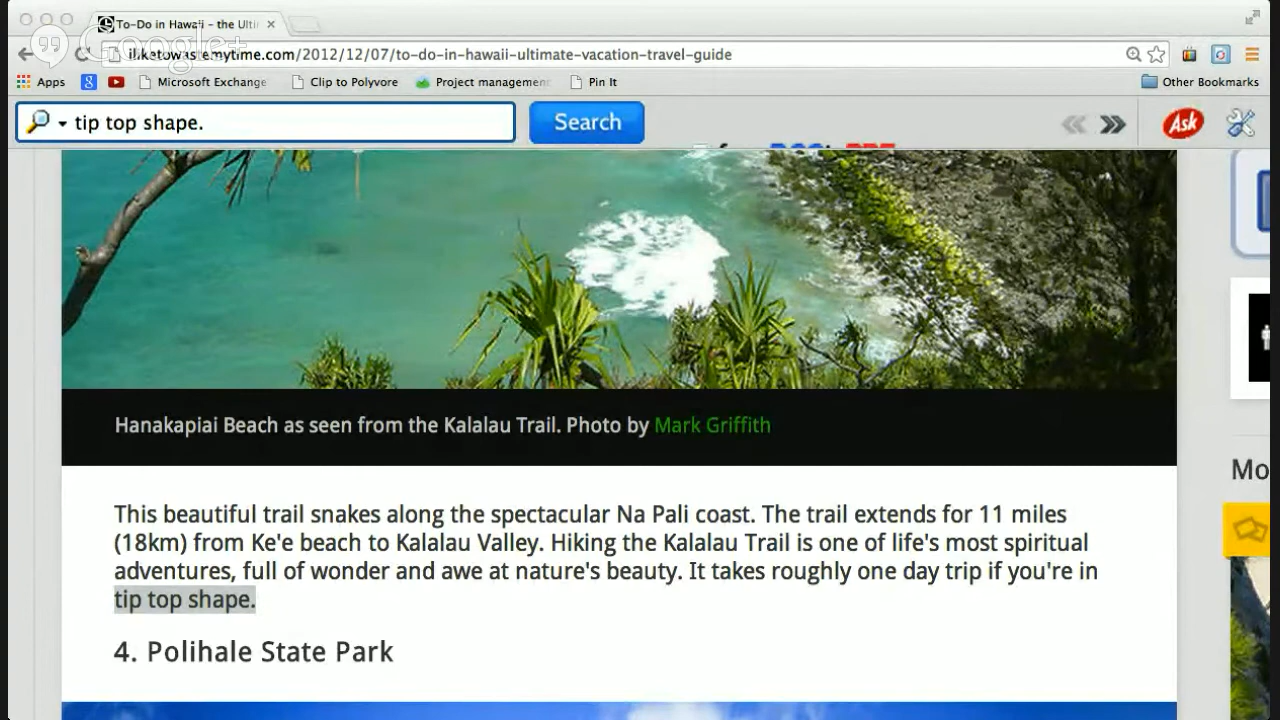 To-Do in Hawaii - the Ulti
Google+
iliketowastemytime.com/2012/12/07/to-do-in-hawaii-ultimate-vacation-travel-guide
Apps
8
Microsoft Exchange
Clip to Polyvore
Project management
Pin It
Other Bookmarks
tip top shape.
Search
Ask
Hanakapiai Beach as seen from the Kalalau Trail. Photo by Mark Griffith
This beautiful trail snakes along the spectacular Na Pali coast. The trail extends for 11 miles
(18km) from Ke'e beach to Kalalau Valley. Hiking the Kalalau Trail is one of life's most spiritual
adventures, full of wonder and awe at nature's beauty. It takes roughly one day trip if you're in
tip top shape.
Mo
4. Polihale State Park